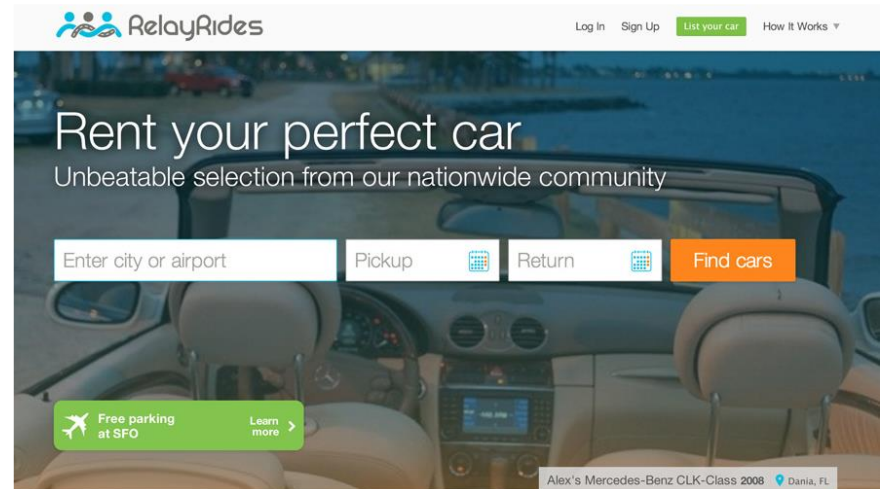 RelayRides
Log In Sign Up List your car How It Works
Rent your perfect car
Unbeatable selection from our nationwide community
Enter city or airport Pickup Return Find cars
Free parking
at SFO
Learn
more
Alex's Mercedes-Benz CLK-Class 2008 Dania, FL